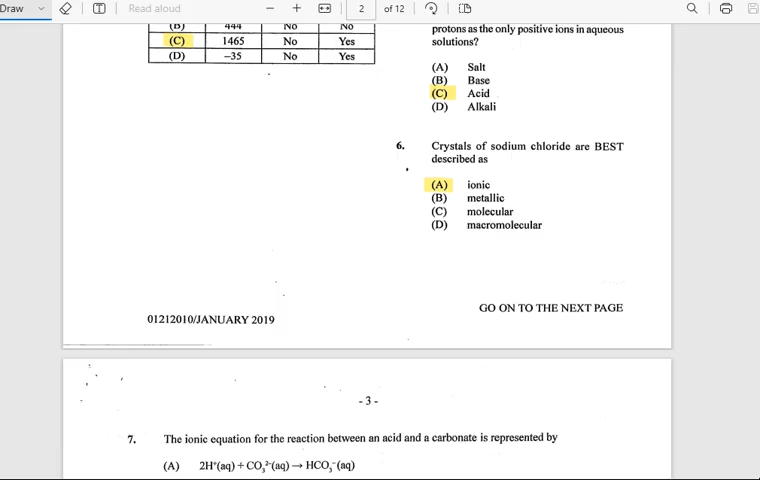 Draw
Read aloud
2 of 12
(B) 444 No No
(C) 1465 No Yes
(D) –35 No Yes
protons as the only positive ions in aqueous
solutions?
(A) Salt
(B) Base
(C) Acid
(D) Alkali
6. Crystals of sodium chloride are BEST
described as
(A) ionic
(B) metallic
(C) molecular
(D) macromolecular
01212010/JANUARY 2019
GO ON TO THE NEXT PAGE
- 3 -
7. The ionic equation for the reaction between an acid and a carbonate is represented by
(A) 2H⁺(aq) + CO₃²⁻(aq) → HCO₃⁻(aq)